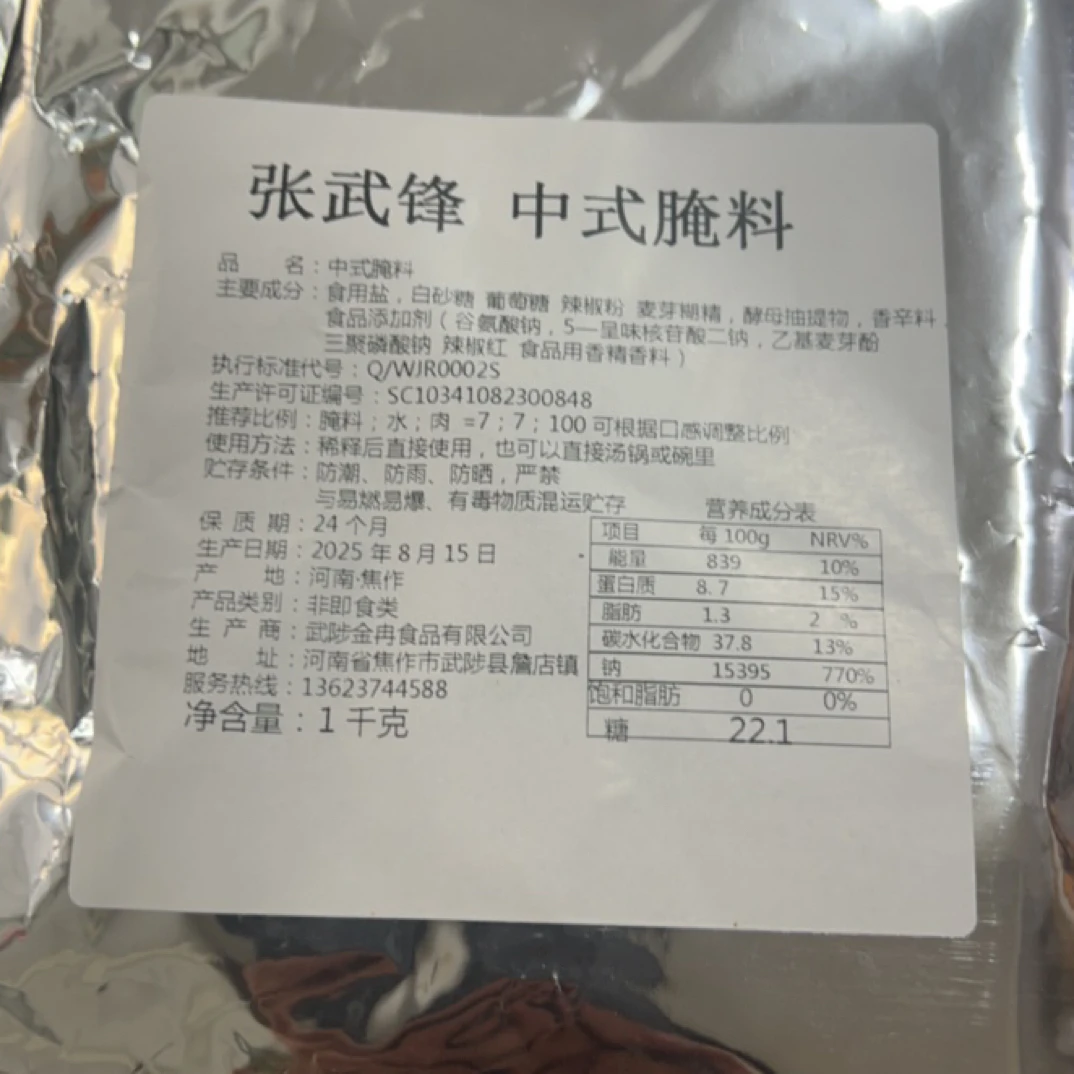 张武锋 中式腌料
品 名：中式腌料
主要成分：食用盐，白砂糖 葡萄糖 辣椒粉 麦芽糊精，酵母抽提物，香辛料，
食品添加剂（谷氨酸钠，5—呈味核苷酸二钠，乙基麦芽酚
三聚磷酸钠 辣椒红 食品用香精香料）
执行标准代号：Q/WJR0002S
生产许可证编号：SC10341082300848
推荐比例：腌料；水；肉 =7；7；100 可根据口感调整比例
使用方法：稀释后直接使用，也可以直接汤锅或碗里
贮存条件：防潮、防雨、防晒，严禁
与易燃易爆、有毒物质混运贮存
保 质 期：24 个月
生产日期：2025 年 8 月 15 日
产 地：河南·焦作
产品类别：非即食类
生 产 商：武陟金冉食品有限公司
地 址：河南省焦作市武陟县詹店镇
服务热线：13623744588
净含量：1 千克
营养成分表
项目 每 100g NRV%
能量 839 10%
蛋白质 8.7 15%
脂肪 1.3 2 %
碳水化合物 37.8 13%
钠 15395 770%
饱和脂肪 0 0%
糖 22.1